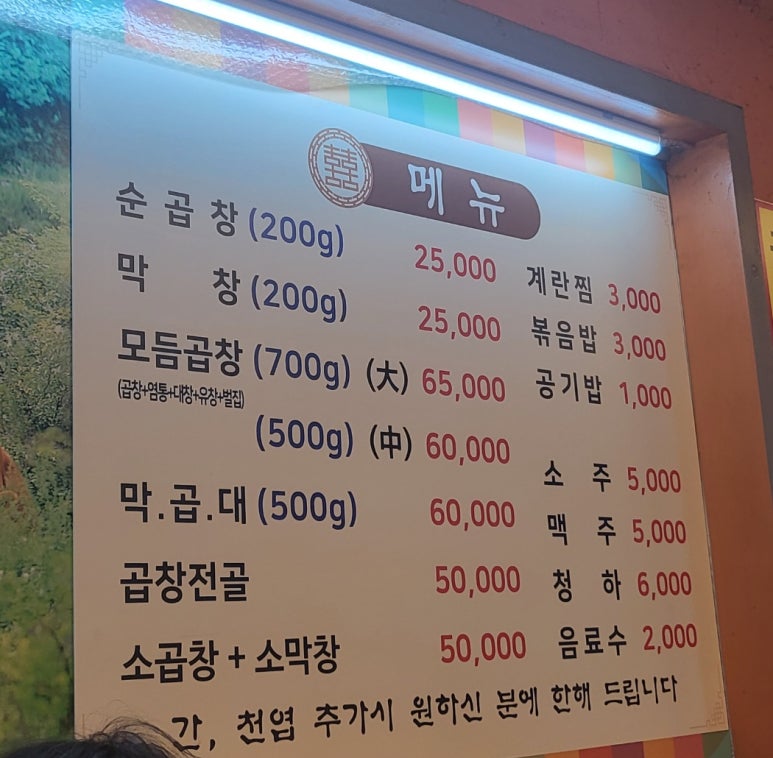 囍 메뉴
순곱창 (200g) 25,000
막창 (200g) 25,000
모듬곱창 (700g) (大) 65,000
(곱창+염통+대창+유창+벌집)
(500g) (中) 60,000
막.곱.대 (500g) 60,000
곱창전골 50,000
소곱창 + 소막창 50,000
계란찜 3,000
볶음밥 3,000
공기밥 1,000
소주 5,000
맥주 5,000
청하 6,000
음료수 2,000
간, 천엽 추가시 원하신 분에 한해 드립니다